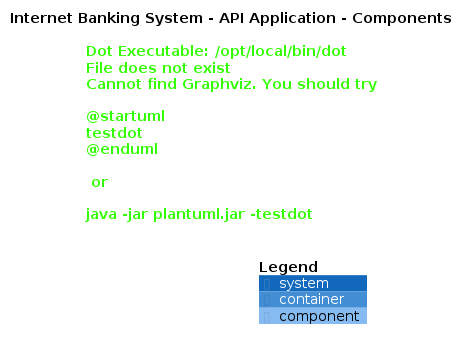 Internet Banking System - API Application - Components
Dot Executable: /opt/local/bin/dot
File does not exist
Cannot find Graphviz. You should try
@startuml
testdot
@enduml
or
java -jar plantuml.jar -testdot
Legend
system
container
component